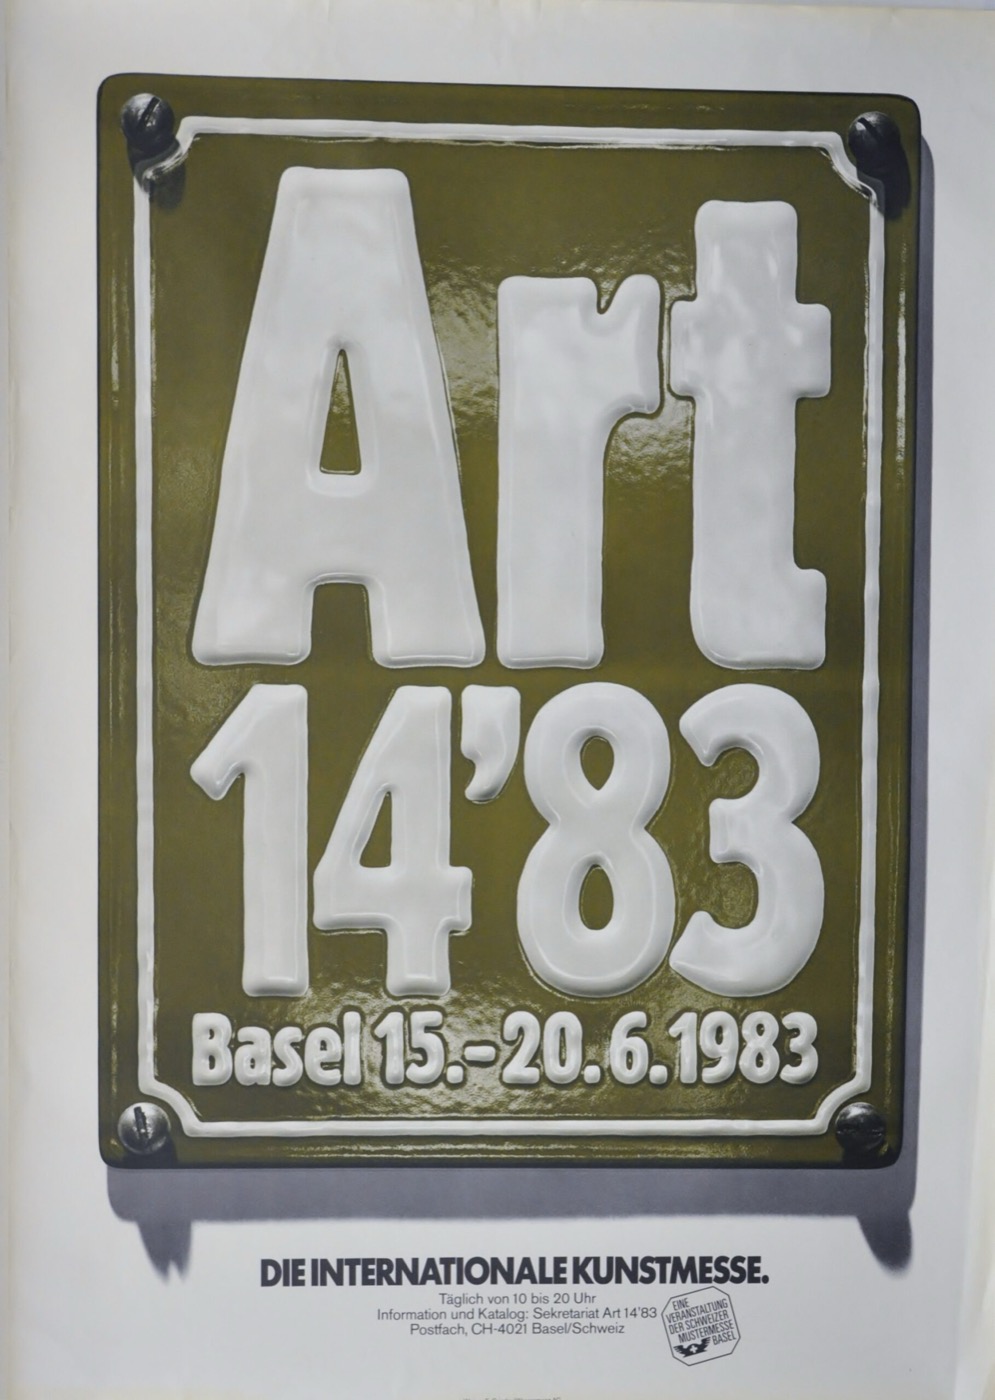 Art
14'83
Basel 15.-20.6.1983
DIE INTERNATIONALE KUNSTMESSE.
Täglich von 10 bis 20 Uhr
Information und Katalog: Sekretariat Art 14'83
Postfach, CH-4021 Basel/Schweiz
EINE
VERANSTALTUNG
DER SCHWEIZER
MUSTERMESSE
BASEL